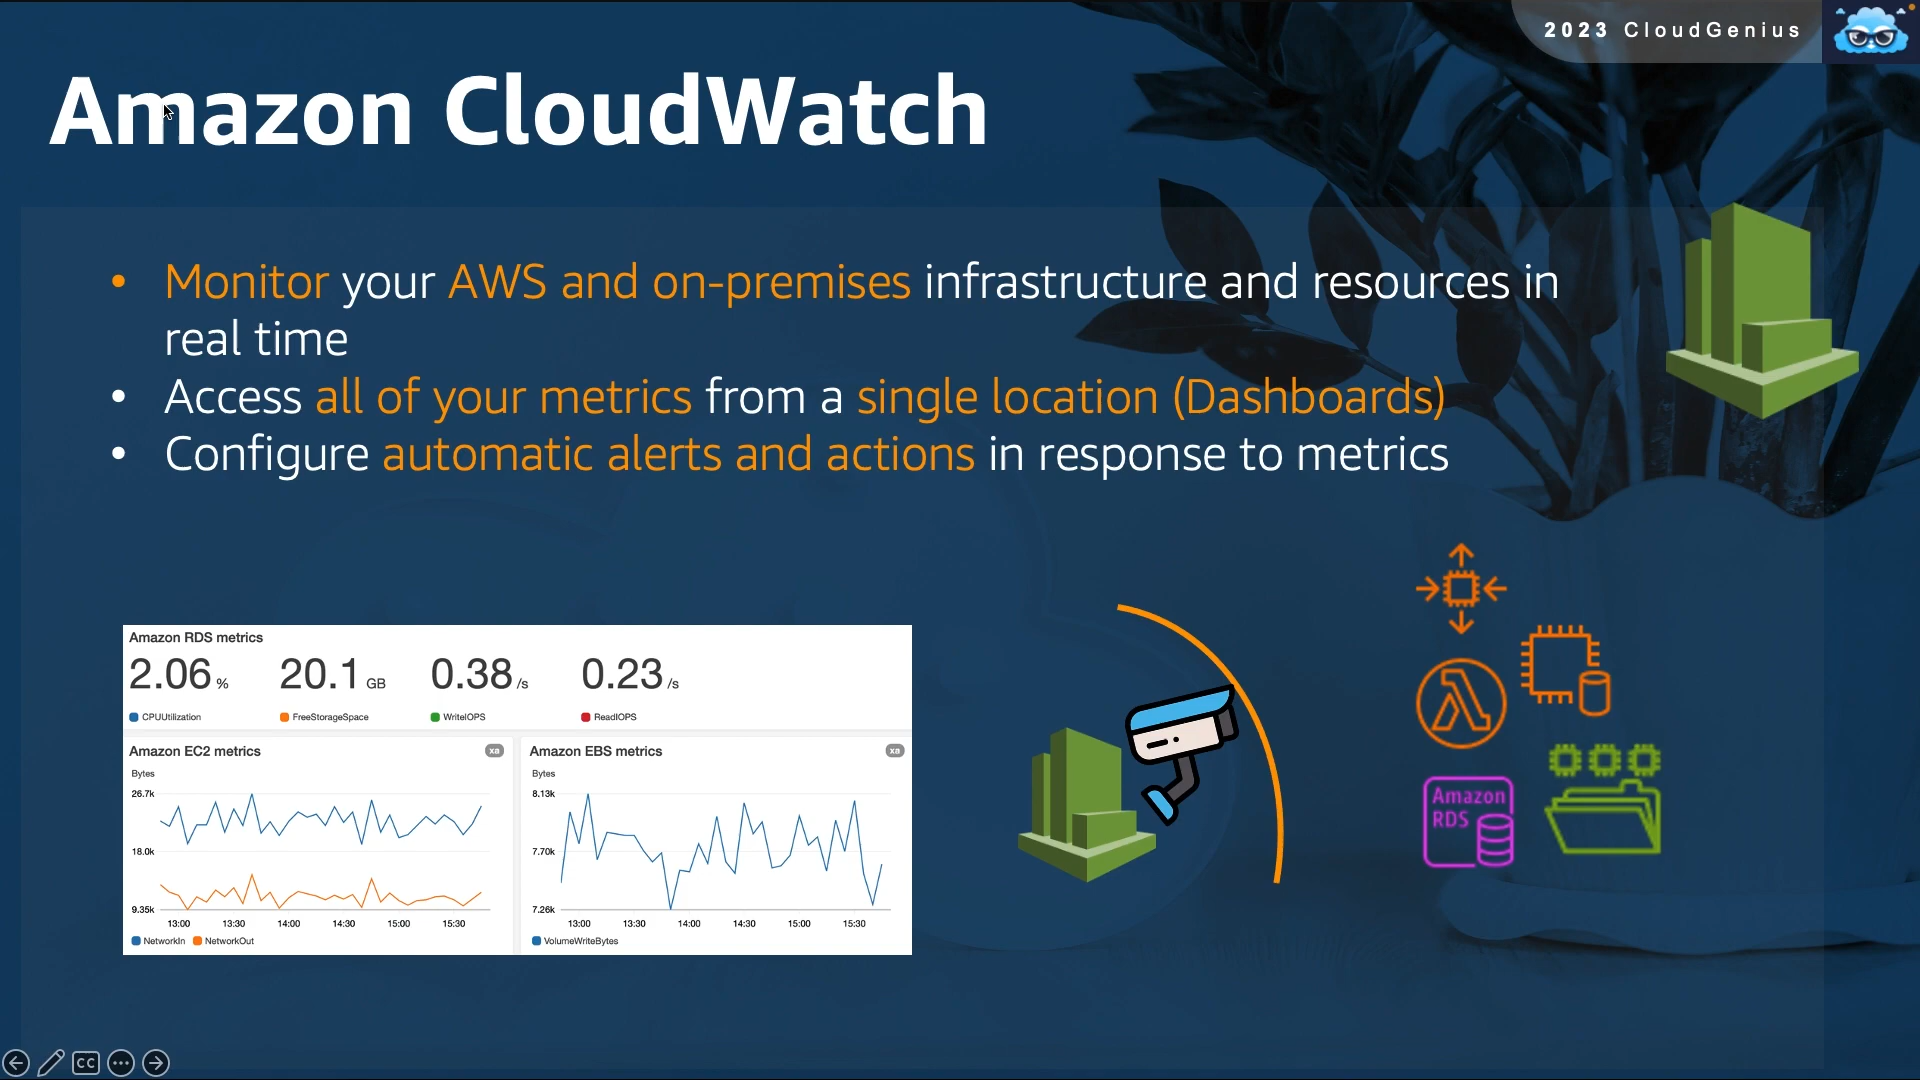 2023 CloudGenius
Amazon CloudWatch
• Monitor your AWS and on-premises infrastructure and resources in
real time
• Access all of your metrics from a single location (Dashboards)
• Configure automatic alerts and actions in response to metrics
Amazon RDS metrics
2.06 % 20.1 GB 0.38 /s 0.23 /s
CPUUtilization FreeStorageSpace WriteIOPS ReadIOPS
Amazon EC2 metrics xa
Bytes
26.7k
18.0k
9.35k
13:00 13:30 14:00 14:30 15:00 15:30
NetworkIn NetworkOut
Amazon EBS metrics xa
Bytes
8.13k
7.70k
7.26k
13:00 13:30 14:00 14:30 15:00 15:30
VolumeWriteBytes
Amazon
RDS
CC